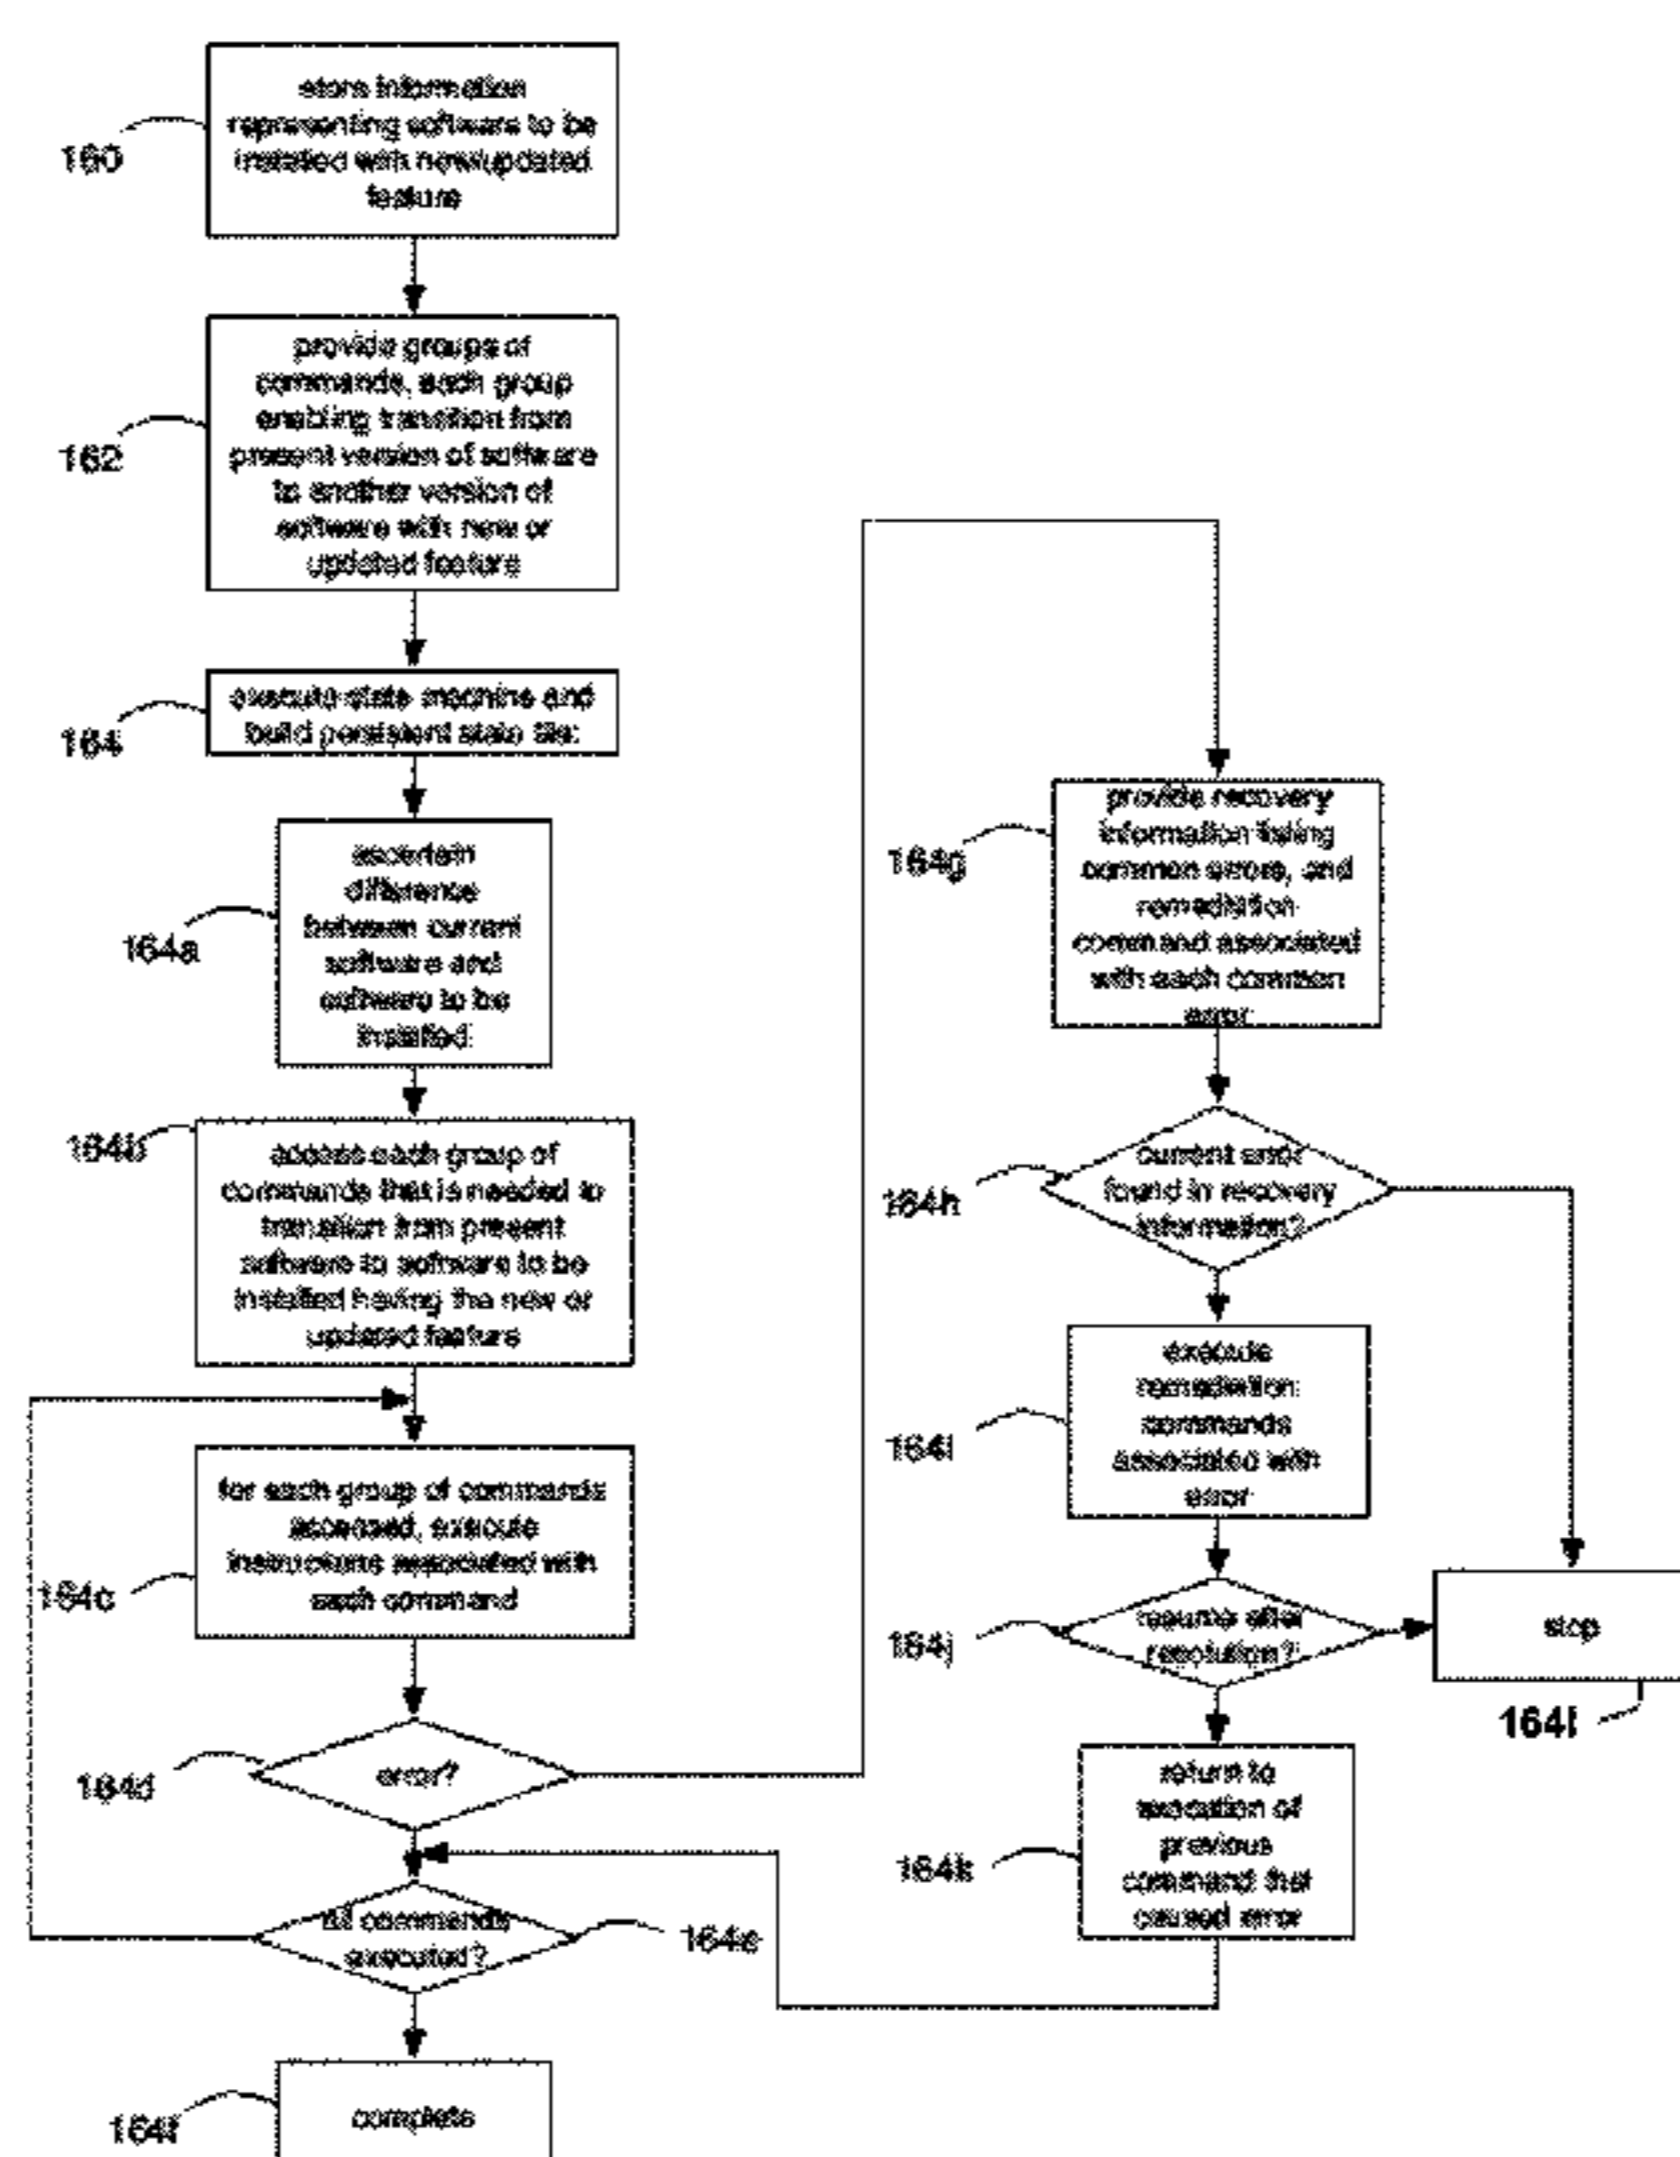 store information
representing software to be
installed with new/updated
feature
160
provide groups of
commands, each group
enabling transition from
present version of software
to another version of
software with new or
updated feature
162
execute state machine and
build persistent state file:
164
ascertain
difference
between current
software and
software to be
installed
164a
164b
access each group of
commands that is needed to
transition from present
software to software to be
installed having the new or
updated feature
for each group of commands
accessed, execute
instructions associated with
each command
164c
error?
164d
all commands
executed?
164e
complete
164f
provide recovery
information listing
common errors, and
remediation
command associated
with each common
error
164g
current error
found in recovery
information?
164h
execute
remediation
commands
associated with
error
164i
resume after
resolution?
164j
stop
164l
return to
execution of
previous
command that
caused error
164k